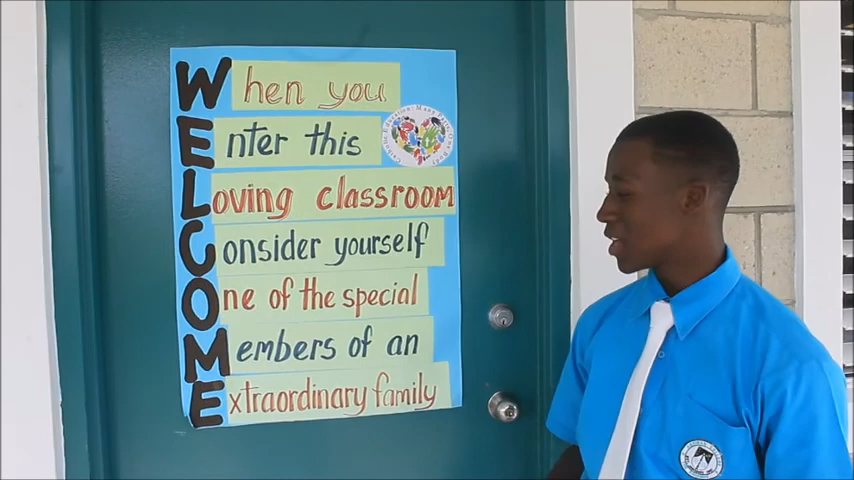 When you
Enter this
Loving classroom
Consider yourself
One of the special
Members of an
Extraordinary family